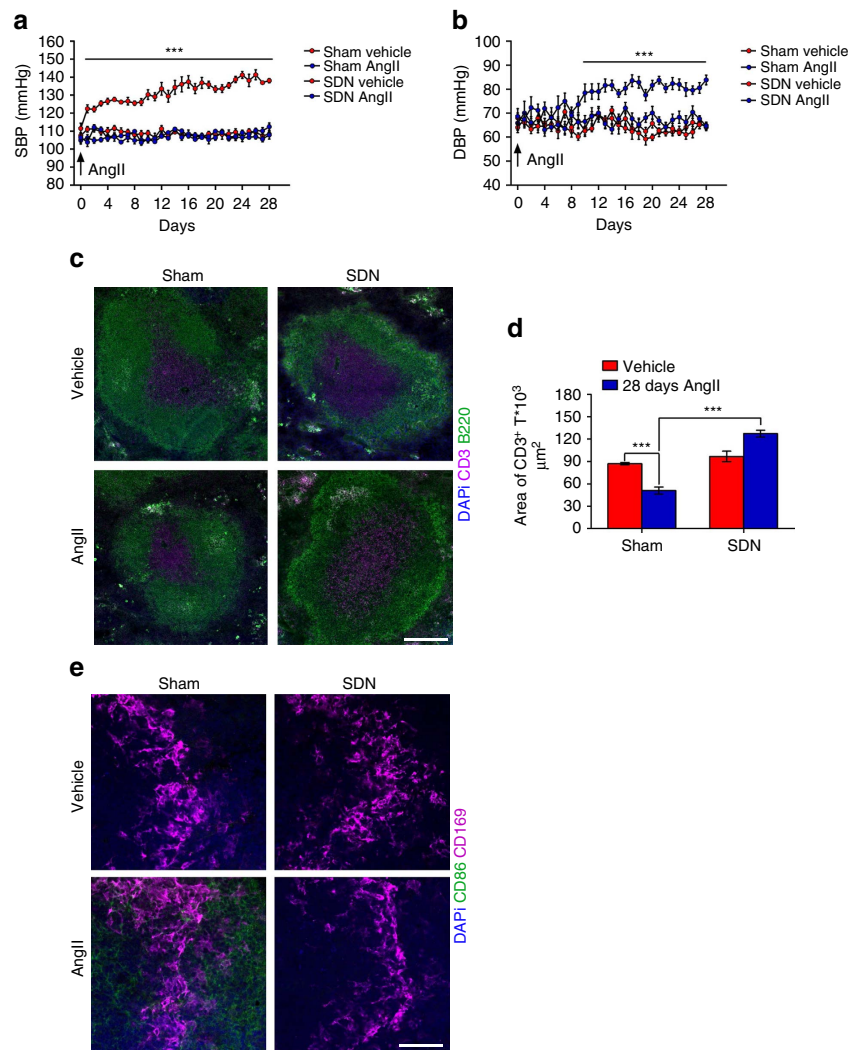 a
***
SBP (mmHg)
160
150
140
130
120
110
100
90
80
AngII
0 4 8 12 16 20 24 28
Days
Sham vehicle
Sham AngII
SDN vehicle
SDN AngII
b
***
DBP (mmHg)
100
90
80
70
60
50
40
AngII
0 4 8 12 16 20 24 28
Days
Sham vehicle
Sham AngII
SDN vehicle
SDN AngII
c
Sham SDN
Vehicle
AngII
DAPi CD3 B220
d
Vehicle
28 days AngII
Area of CD3⁺ T*10³
μm²
180
150
120
90
60
30
0
***
***
Sham SDN
e
Sham SDN
Vehicle
AngII
DAPi CD86 CD169